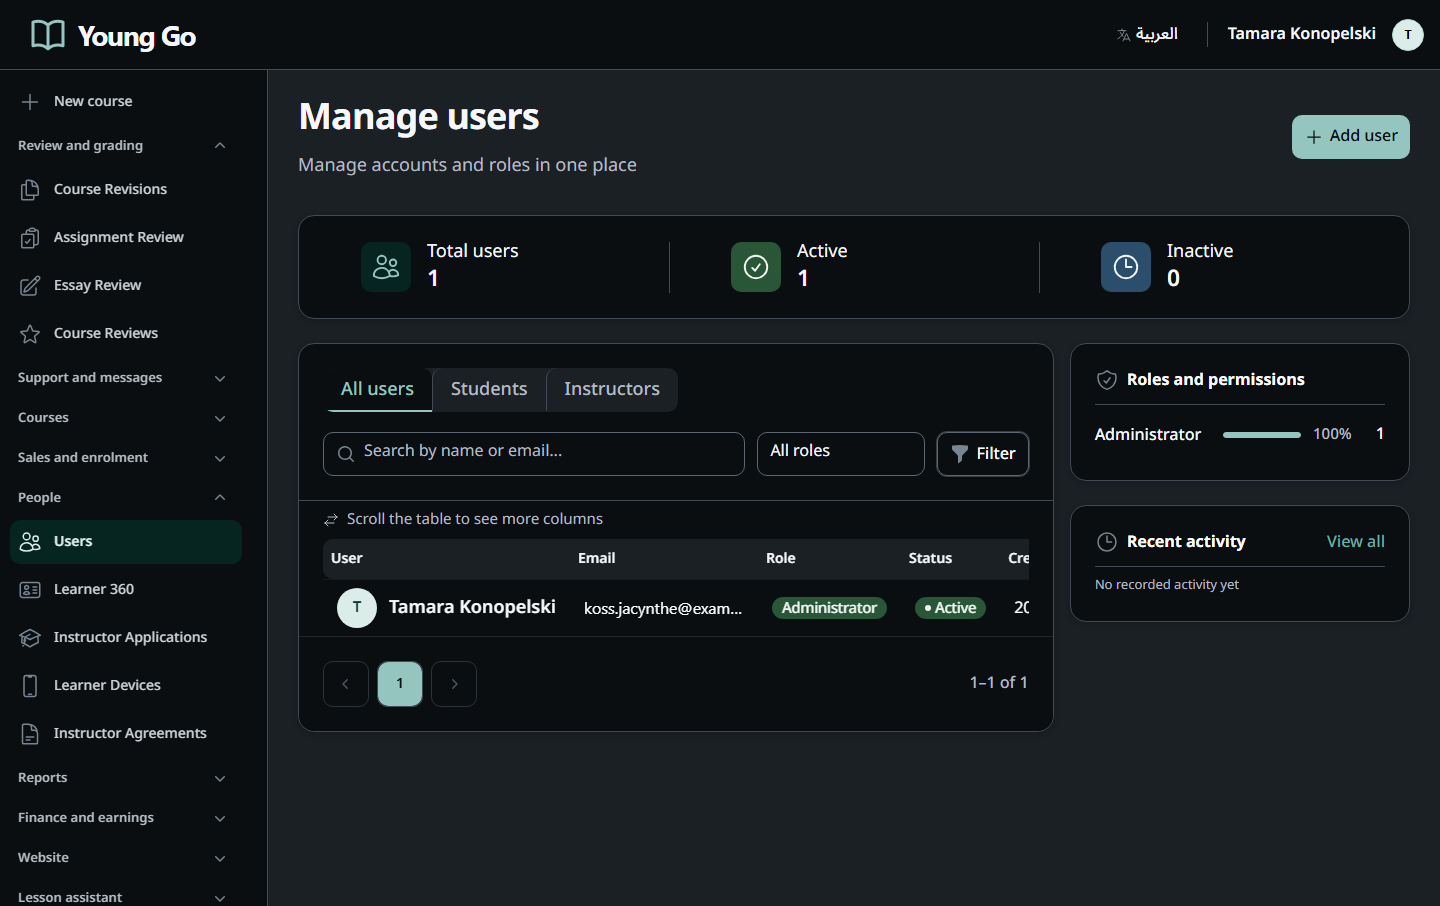 Young Go
العربية
Tamara Konopelski
T
New course
Review and grading
Course Revisions
Assignment Review
Essay Review
Course Reviews
Support and messages
Courses
Sales and enrolment
People
Users
Learner 360
Instructor Applications
Learner Devices
Instructor Agreements
Reports
Finance and earnings
Website
Lesson assistant
Manage users
Manage accounts and roles in one place
Add user
Total users
1
Active
1
Inactive
0
All users
Students
Instructors
Search by name or email...
All roles
Filter
Scroll the table to see more columns
User Email Role Status Cre
T Tamara Konopelski koss.jacynthe@exam... Administrator Active 20
1
1–1 of 1
Roles and permissions
Administrator 100% 1
Recent activity
View all
No recorded activity yet